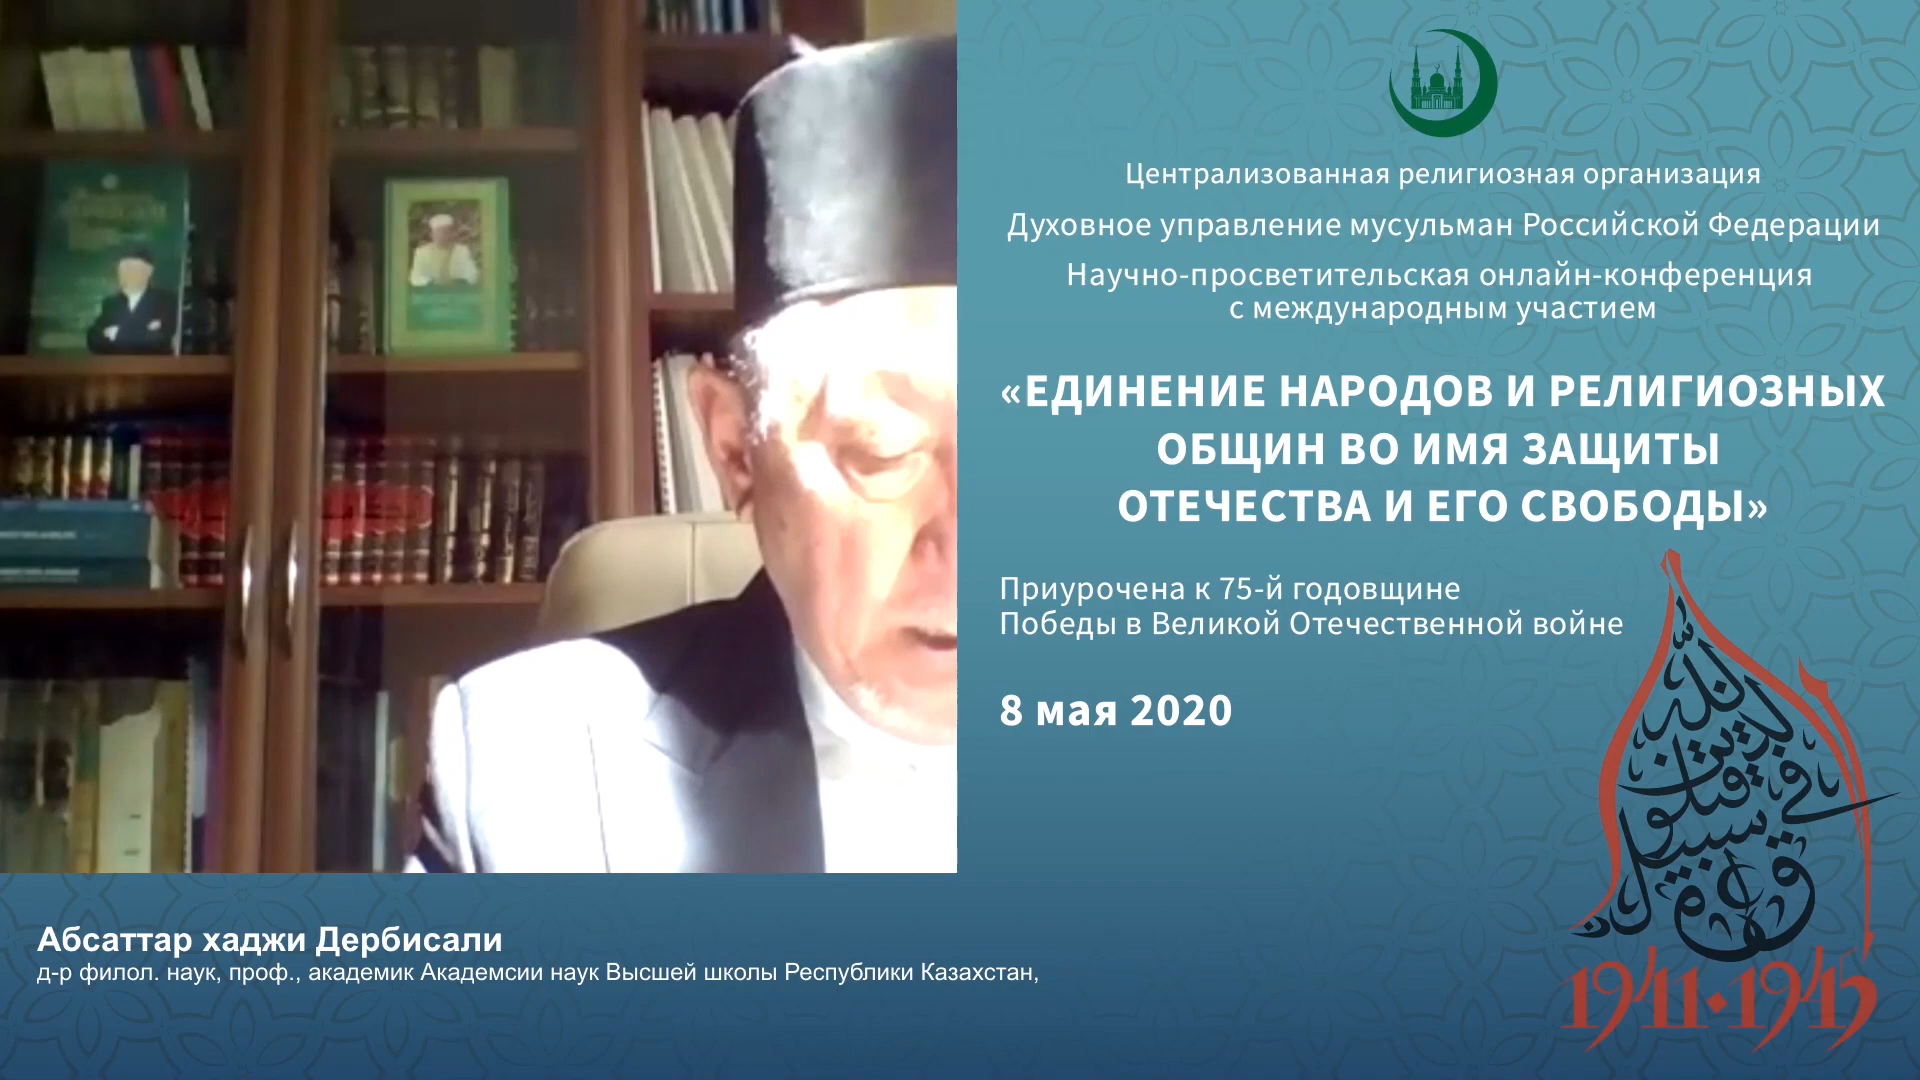 Централизованная религиозная организация
Духовное управление мусульман Российской Федерации
Научно-просветительская онлайн-конференция
с международным участием
«ЕДИНЕНИЕ НАРОДОВ И РЕЛИГИОЗНЫХ
ОБЩИН ВО ИМЯ ЗАЩИТЫ
ОТЕЧЕСТВА И ЕГО СВОБОДЫ»
Приурочена к 75-й годовщине
Победы в Великой Отечественной войне
8 мая 2020
1941·1945
Абсаттар хаджи Дербисали
д-р филол. наук, проф., академик Академсии наук Высшей школы Республики Казахстан,